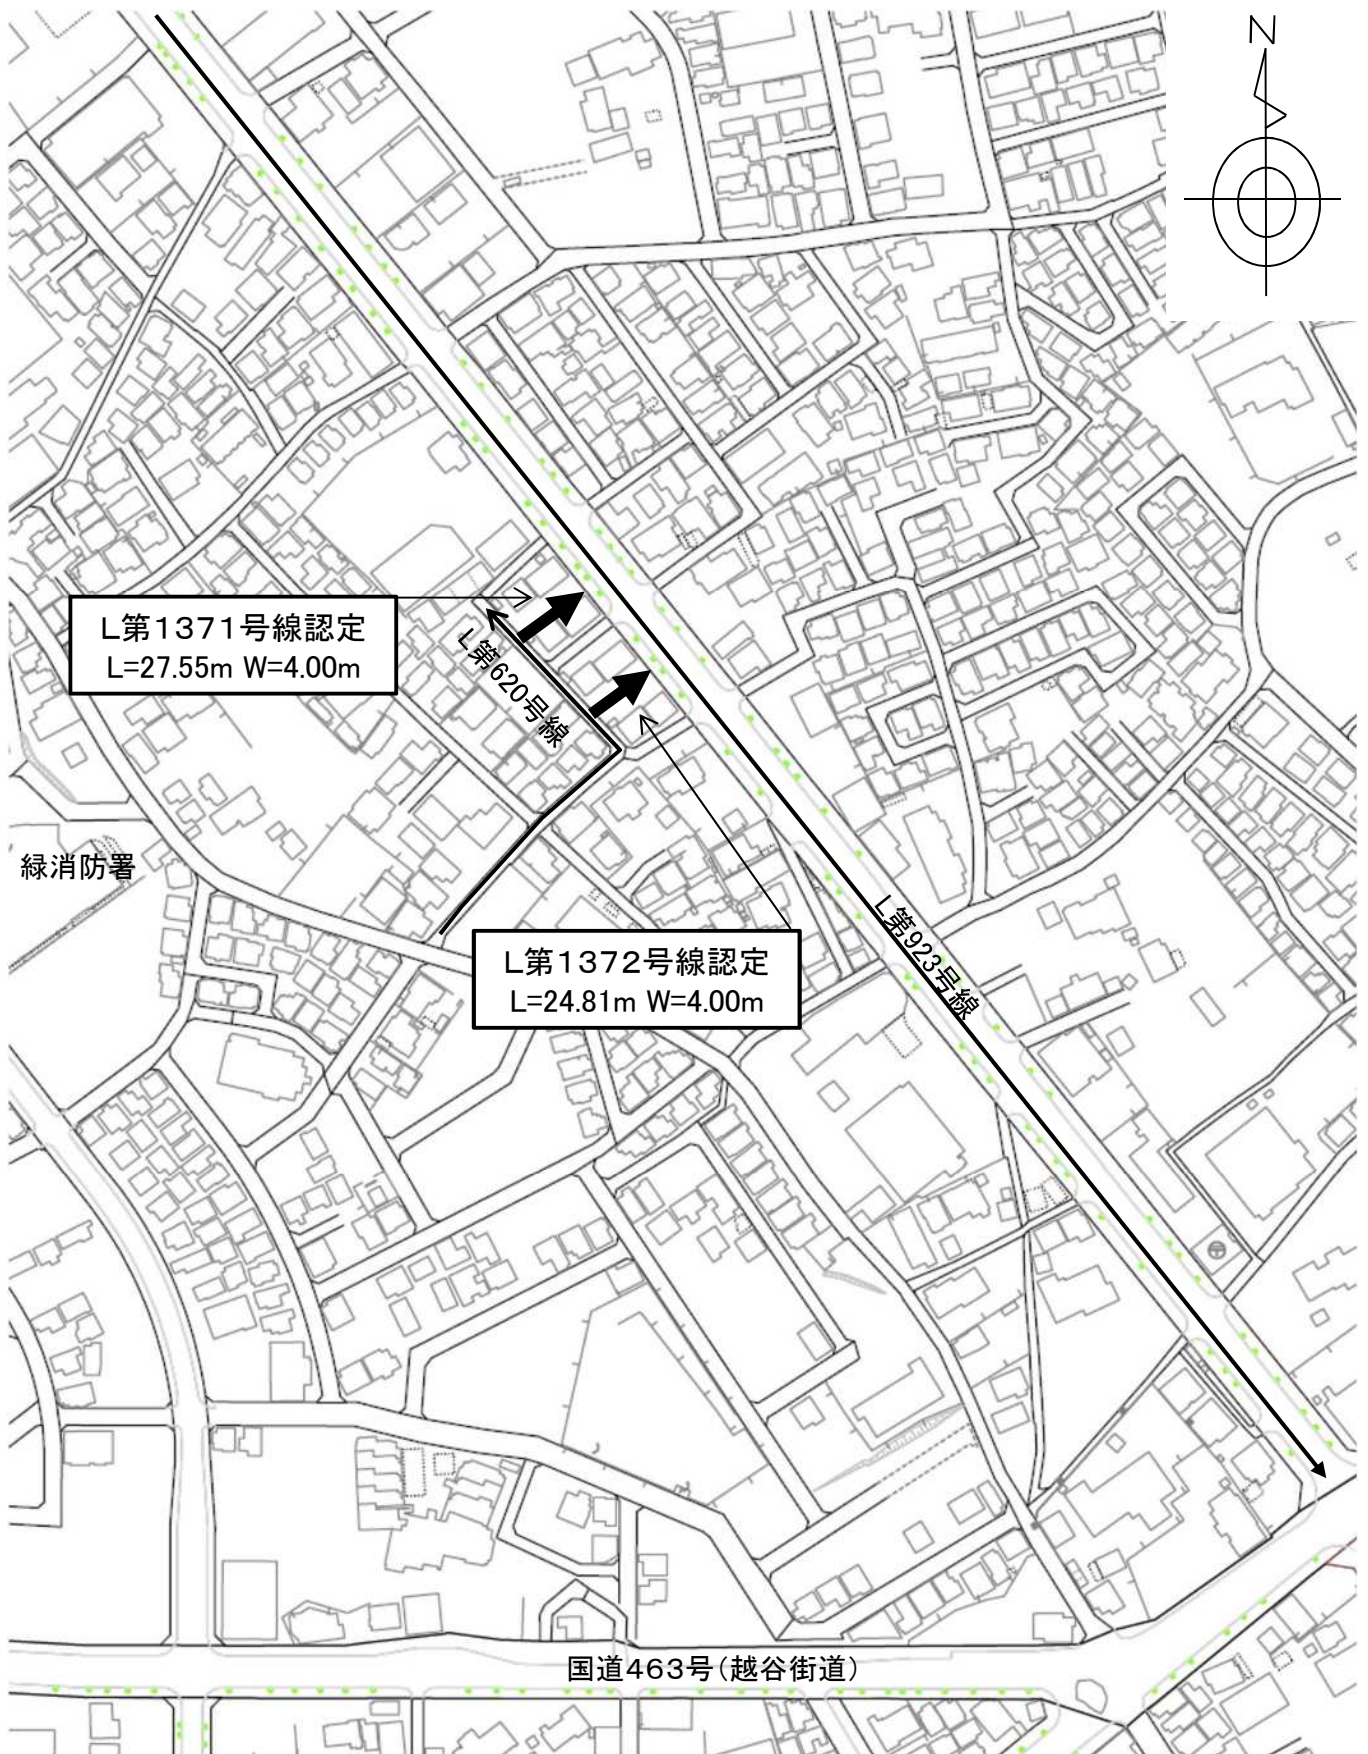 N
L第1371号線認定
L=27.55m W=4.00m
L第620号線
緑消防署
L第923号線
L第1372号線認定
L=24.81m W=4.00m
国道463号(越谷街道)